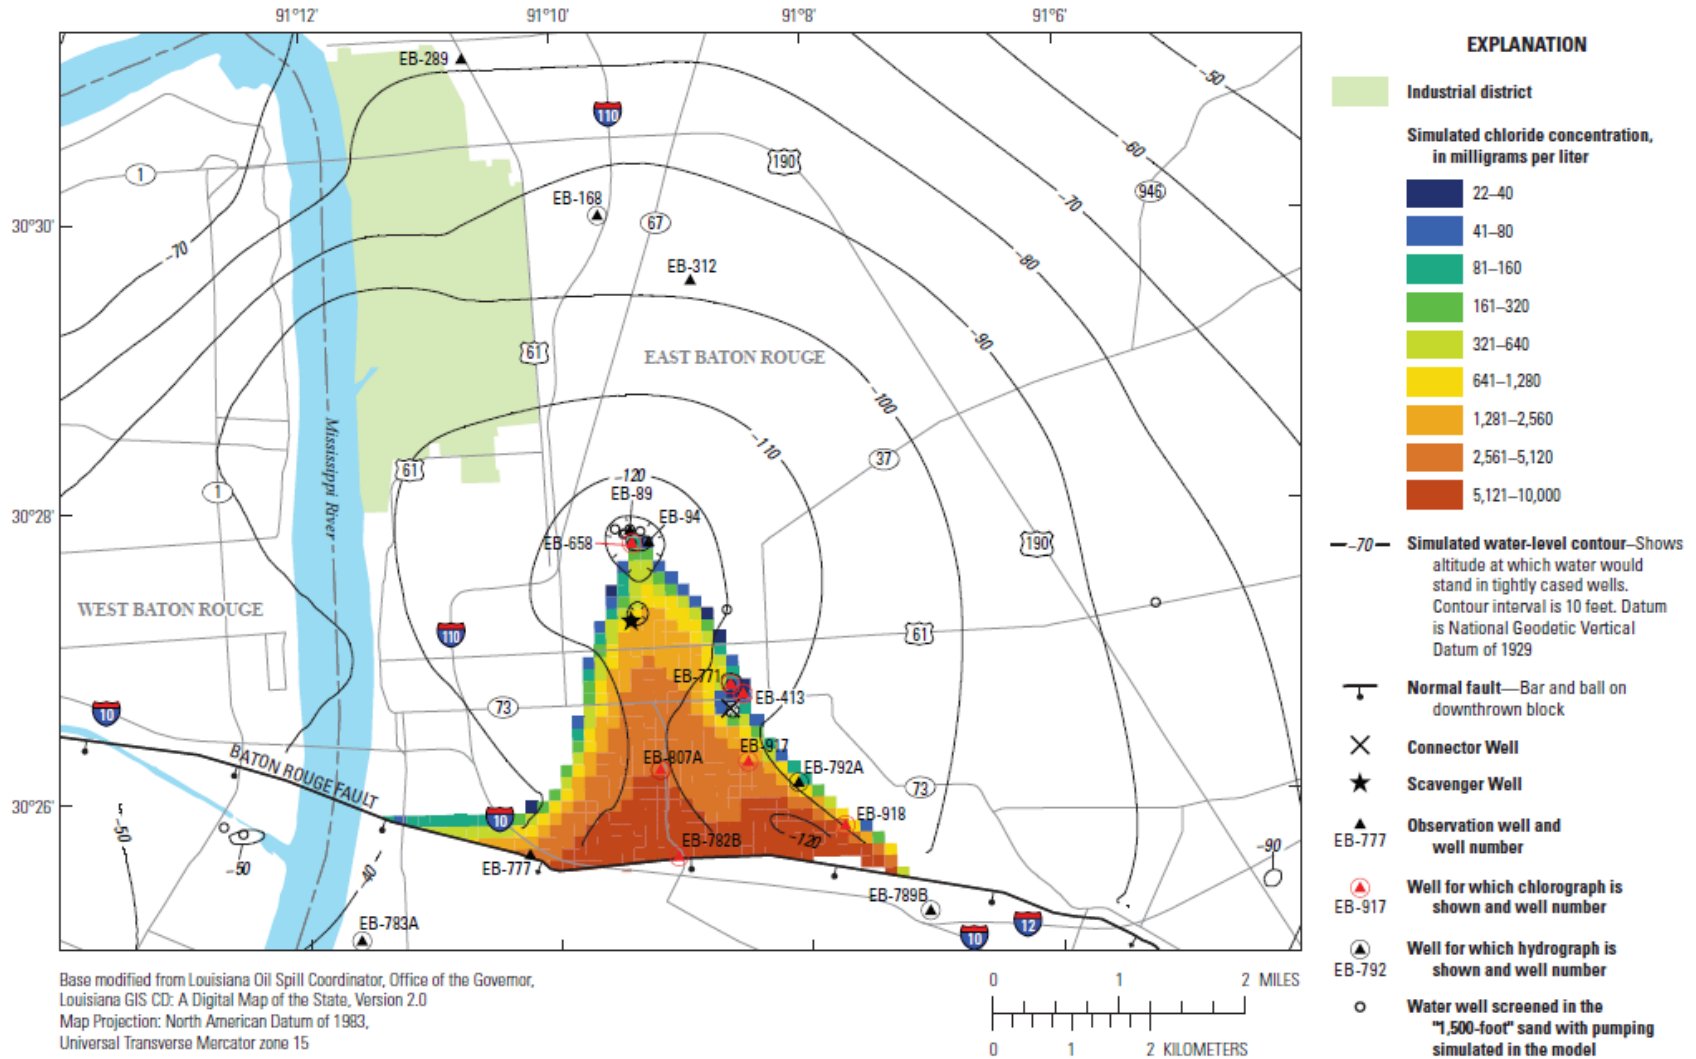 91°12'
91°10'
91°8'
91°6'
EB-289
110
-50
-60
190
1
946
EB-168
-70
67
30°30'
-70
-80
EB-312
-90
61
EAST BATON ROUGE
-100
Mississippi River
-110
37
61
-120
1
EB-89
30°28'
EB-94
190
EB-658
WEST BATON ROUGE
110
61
EB-771
EB-413
73
10
EB-917
BATON ROUGE FAULT
EB-807A
EB-792A
73
30°26'
10
EB-918
5
-50
-120
EB-782B
-90
-50
-40
EB-777
EB-789B
EB-783A
12
10
EXPLANATION
Industrial district
Simulated chloride concentration,
in milligrams per liter
22–40
41–80
81–160
161–320
321–640
641–1,280
1,281–2,560
2,561–5,120
5,121–10,000
–70– Simulated water-level contour–Shows
altitude at which water would
stand in tightly cased wells.
Contour interval is 10 feet. Datum
is National Geodetic Vertical
Datum of 1929
Normal fault—Bar and ball on
downthrown block
Connector Well
Scavenger Well
Observation well and
EB-777 well number
Well for which chlorograph is
EB-917 shown and well number
Well for which hydrograph is
EB-792 shown and well number
Water well screened in the
"1,500-foot" sand with pumping
simulated in the model
Base modified from Louisiana Oil Spill Coordinator, Office of the Governor,
Louisiana GIS CD: A Digital Map of the State, Version 2.0
Map Projection: North American Datum of 1983,
Universal Transverse Mercator zone 15
0 1 2 MILES
0 1 2 KILOMETERS